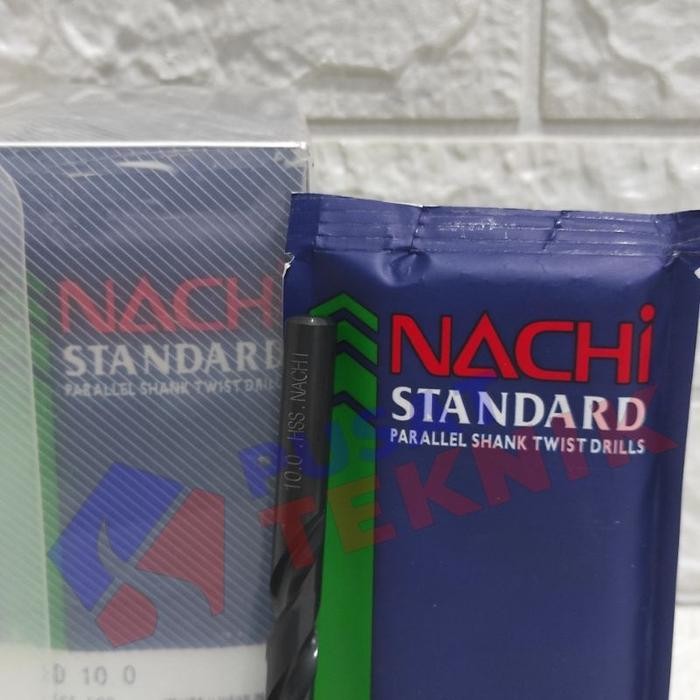 NACHI
STANDARD
PARALLEL SHANK TWIST DRILLS
D 10.0
10.0 .HSS. NACHI
NACHi
STANDARD
PARALLEL SHANK TWIST DRILLS
PUSAT
TEKNIK